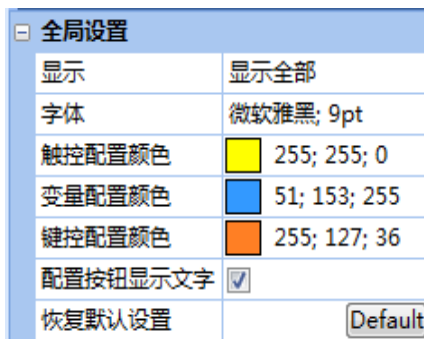 全局设置
显示 显示全部
字体 微软雅黑; 9pt
触控配置颜色 255; 255; 0
变量配置颜色 51; 153; 255
键控配置颜色 255; 127; 36
配置按钮显示文字
恢复默认设置 Default